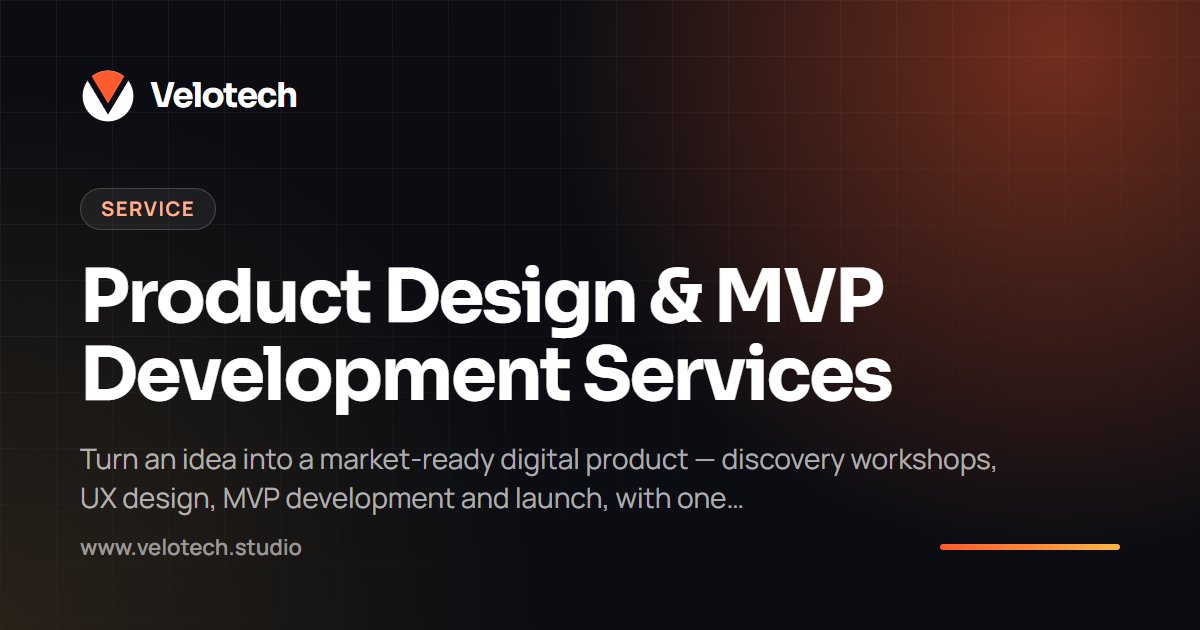 Velotech
SERVICE
Product Design & MVP
Development Services
Turn an idea into a market-ready digital product — discovery workshops,
UX design, MVP development and launch, with one...
www.velotech.studio